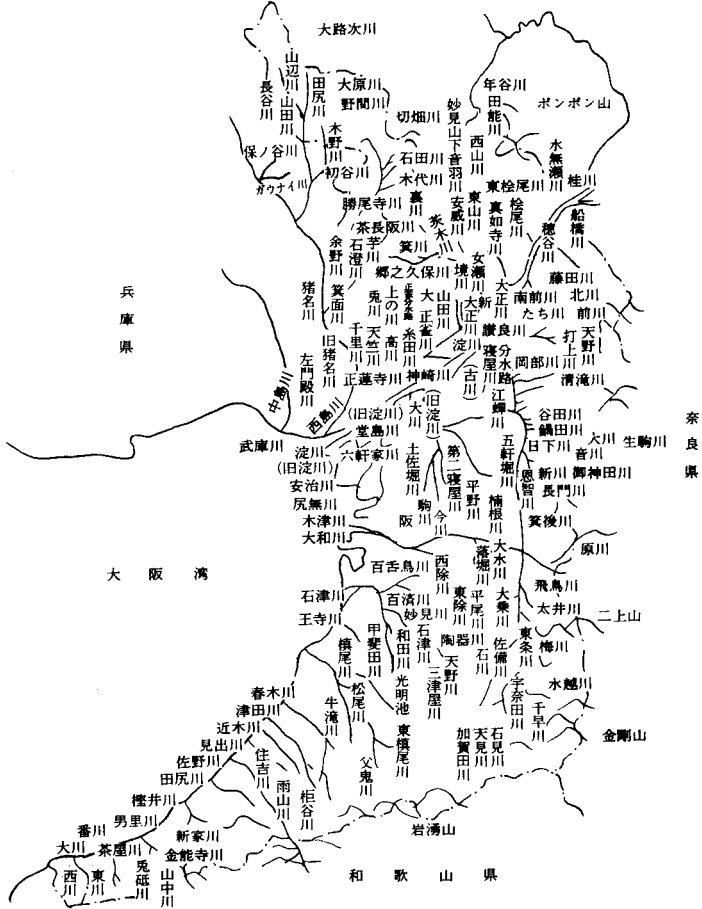 大路次川
山辺川
山田川
長谷川
田尻川
大原川
野間川
切畑川
妙見山下音羽川
年谷川
田能川
ポンポン山
木野川
保ノ谷川
ガウナイ川
初谷川
石田川
木代川
裏川
西山川
東桧尾川
水無瀬川
桂川
勝尾寺川
茶長阪川
茨木川
安威川
東山川
真如寺川
桧尾川
穂谷川
船橋川
余野川
石澄川
芋川
箕川
郷之久保川
境川
女瀬川
藤田川
兵庫県
猪名川
箕面川
兎川
上の川
大正雀川
山田川
大正川
新川
大正川
南前川
北川
たち川
前川
讃良川
旧猪名川
千里川
天竺川
高川
糸田川
淀川
寝屋川
分水路
岡部川
打上川
天野川
清滝川
左門殿川
正蓮寺川
神崎川
(古川)
江蝉川
中島川
西島川
(旧淀川)
堂島川
六軒家川
大川
(旧淀川)
谷田川
鍋田川
日下川
大川
音川
生駒川
奈良県
武庫川
淀川
(旧淀川)
安治川
尻無川
木津川
大和川
土佐堀川
第二寝屋川
平野川
五軒堀川
恩智川
新川
御神田川
長門川
楠根川
箕後川
阪
駒川
今川
原川
大阪湾
百舌鳥川
西除川
落堀川
大水川
飛鳥川
石津川
百済川
妙見川
東除川
平尾川
大乗川
太井川
二上山
王寺川
槙尾川
甲斐田川
和田川
石津川
陶器川
天野川
石川
佐備川
東条川
梅川
水越川
春木川
津田川
近木川
見出川
佐野川
田尻川
樫井川
男里川
番川
大川
牛滝川
松尾川
光明池
三津屋川
宇奈田川
千早川
金剛山
東槙尾川
加賀田川
天見川
石見川
父鬼川
住吉川
雨山川
柜谷川
岩湧山
新家川
茶屋川
金能寺川
西川
東川
兎砥川
山中川
和歌山県